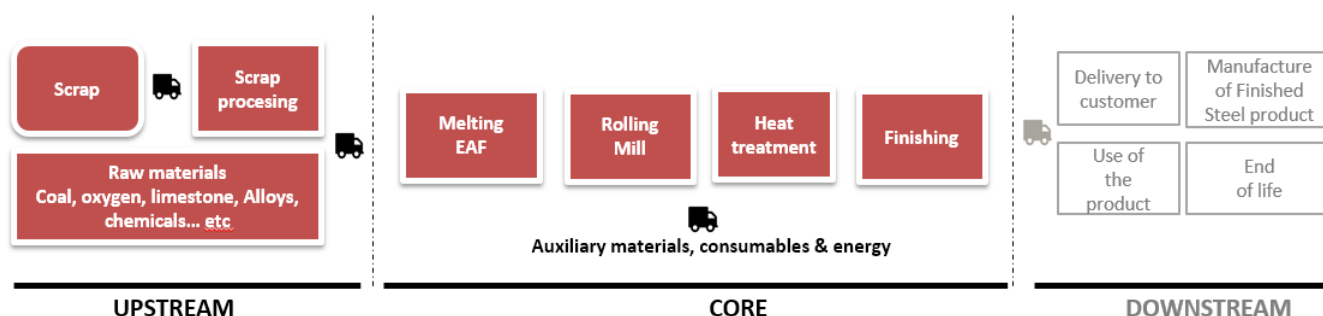 Scrap
Scrap
procesing
Raw materials
Coal, oxygen, limestone, Alloys,
chemicals... etc
Melting
EAF
Rolling
Mill
Heat
treatment
Finishing
Auxiliary materials, consumables & energy
Delivery to
customer
Manufacture
of Finished
Steel product
Use of
the
product
End
of life
UPSTREAM
CORE
DOWNSTREAM